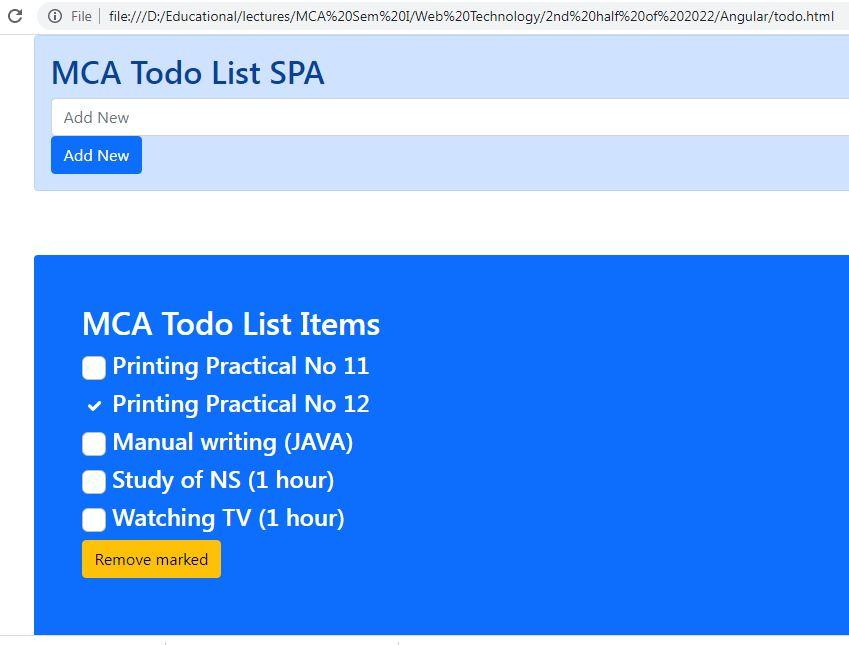 File file:///D:/Educational/lectures/MCA%20Sem%20I/Web%20Technology/2nd%20half%20of%202022/Angular/todo.html
MCA Todo List SPA
Add New
Add New
MCA Todo List Items
Printing Practical No 11
Printing Practical No 12
Manual writing (JAVA)
Study of NS (1 hour)
Watching TV (1 hour)
Remove marked